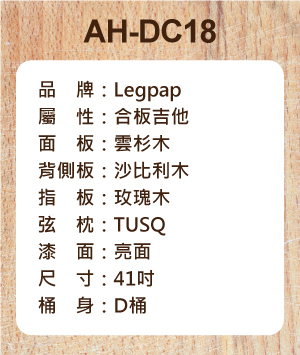 AH-DC18
品　牌：Legpap
屬　性：合板吉他
面　板：雲杉木
背側板：沙比利木
指　板：玫瑰木
弦　枕：TUSQ
漆　面：亮面
尺　寸：41吋
桶　身：D桶